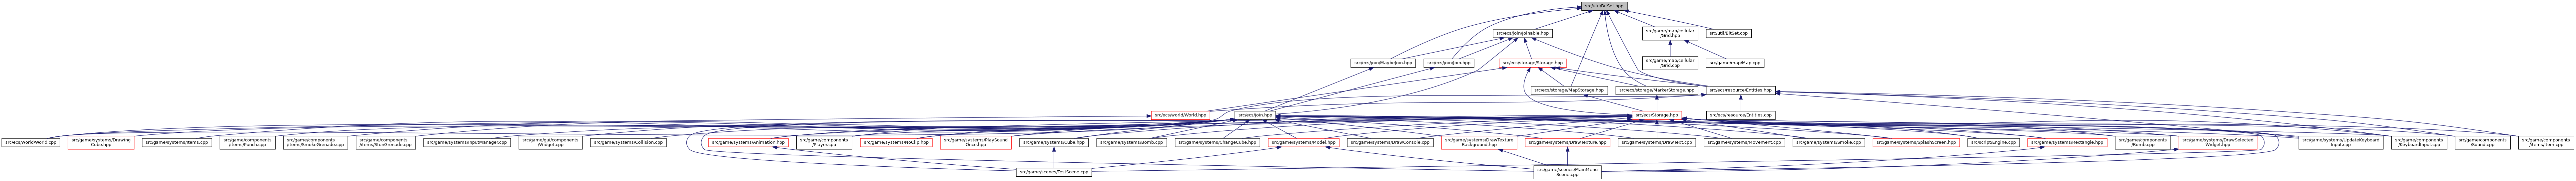 src/util/BitSet.hpp
src/ecs/join/Joinable.hpp
src/game/map/cellular
/Grid.hpp
src/util/BitSet.cpp
src/ecs/join/MaybeJoin.hpp
src/ecs/join/Join.hpp
src/ecs/storage/Storage.hpp
src/game/map/cellular
/Grid.cpp
src/game/map/Map.cpp
src/ecs/storage/MapStorage.hpp
src/ecs/storage/MarkerStorage.hpp
src/ecs/resource/Entities.hpp
src/ecs/world/World.hpp
src/ecs/join.hpp
src/ecs/Storage.hpp
src/ecs/resource/Entities.cpp
src/ecs/world/World.cpp
src/game/systems/Drawing
Cube.hpp
src/game/systems/Items.cpp
src/game/components
/items/Punch.cpp
src/game/components
/items/SmokeGrenade.cpp
src/game/components
/items/StunGrenade.cpp
src/game/systems/InputManager.cpp
src/game/gui/components
/Widget.cpp
src/game/systems/Collision.cpp
src/game/systems/Animation.hpp
src/game/components
/Player.cpp
src/game/systems/NoClip.hpp
src/game/systems/PlaySound
Once.hpp
src/game/systems/Cube.hpp
src/game/systems/Bomb.cpp
src/game/systems/ChangeCube.hpp
src/game/systems/Model.hpp
src/game/systems/DrawConsole.cpp
src/game/systems/DrawTexture
Background.hpp
src/game/systems/DrawTexture.hpp
src/game/systems/DrawText.cpp
src/game/systems/Movement.cpp
src/game/systems/Smoke.cpp
src/game/systems/SplashScreen.hpp
src/script/Engine.cpp
src/game/systems/Rectangle.hpp
src/game/components
/Bomb.cpp
src/game/systems/DrawSelected
Widget.hpp
src/game/systems/UpdateKeyboard
Input.cpp
src/game/components
/KeyboardInput.cpp
src/game/components
/Sound.cpp
src/game/components
/items/Item.cpp
src/game/scenes/TestScene.cpp
src/game/scenes/MainMenu
Scene.cpp